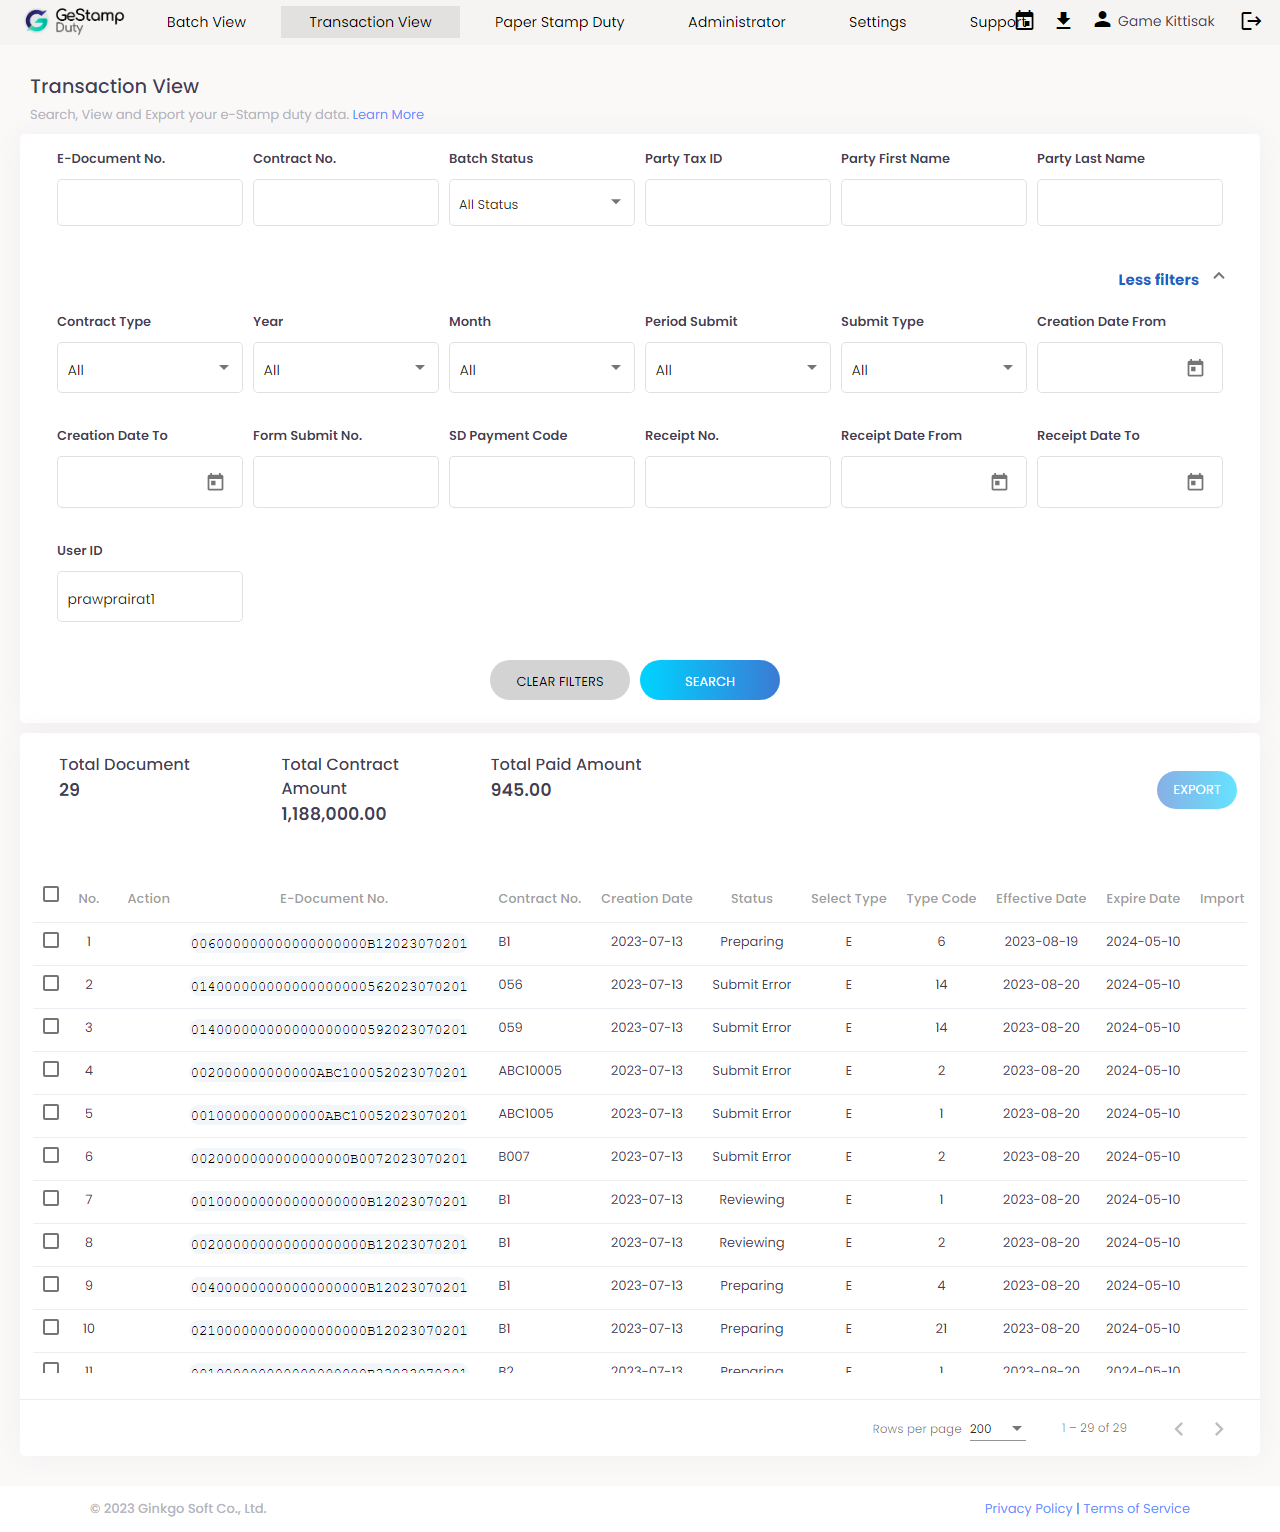 GeStamp
Duty
Batch View
Transaction View
Paper Stamp Duty
Administrator
Settings
Support
Game Kittisak
Transaction View
Search, View and Export your e-Stamp duty data. Learn More
E-Document No. Contract No. Batch Status Party Tax ID Party First Name Party Last Name
All Status
Less filters
Contract Type Year Month Period Submit Submit Type Creation Date From
All All All All All
Creation Date To Form Submit No. SD Payment Code Receipt No. Receipt Date From Receipt Date To
User ID
prawprairat1
CLEAR FILTERS SEARCH
Total Document
29
Total Contract
Amount
1,188,000.00
Total Paid Amount
945.00
EXPORT
No. Action E-Document No. Contract No. Creation Date Status Select Type Type Code Effective Date Expire Date Import
1 006000000000000000000B12023070201 B1 2023-07-13 Preparing E 6 2023-08-19 2024-05-10
2 0140000000000000000000562023070201 056 2023-07-13 Submit Error E 14 2023-08-20 2024-05-10
3 0140000000000000000000592023070201 059 2023-07-13 Submit Error E 14 2023-08-20 2024-05-10
4 002000000000000ABC100052023070201 ABC10005 2023-07-13 Submit Error E 2 2023-08-20 2024-05-10
5 0010000000000000ABC10052023070201 ABC1005 2023-07-13 Submit Error E 1 2023-08-20 2024-05-10
6 0020000000000000000B0072023070201 B007 2023-07-13 Submit Error E 2 2023-08-20 2024-05-10
7 001000000000000000000B12023070201 B1 2023-07-13 Reviewing E 1 2023-08-20 2024-05-10
8 002000000000000000000B12023070201 B1 2023-07-13 Reviewing E 2 2023-08-20 2024-05-10
9 004000000000000000000B12023070201 B1 2023-07-13 Preparing E 4 2023-08-20 2024-05-10
10 021000000000000000000B12023070201 B1 2023-07-13 Preparing E 21 2023-08-20 2024-05-10
11 001000000000000000000B22023070201 B2 2023-07-13 Preparing E 1 2023-08-20 2024-05-10
Rows per page 200 1 – 29 of 29
© 2023 Ginkgo Soft Co., Ltd.
Privacy Policy | Terms of Service